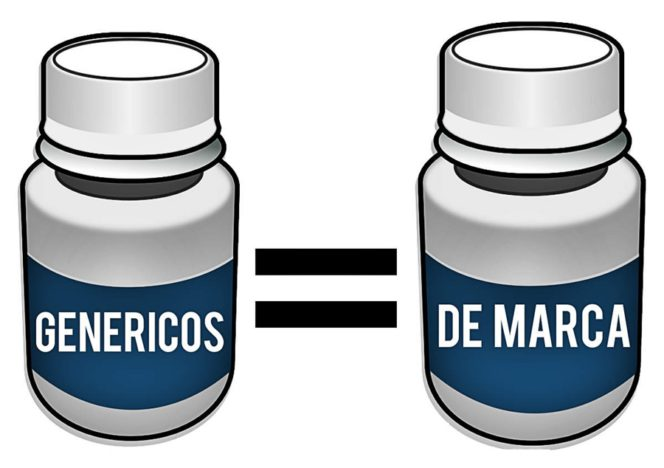 GENERICOS
=
DE MARCA